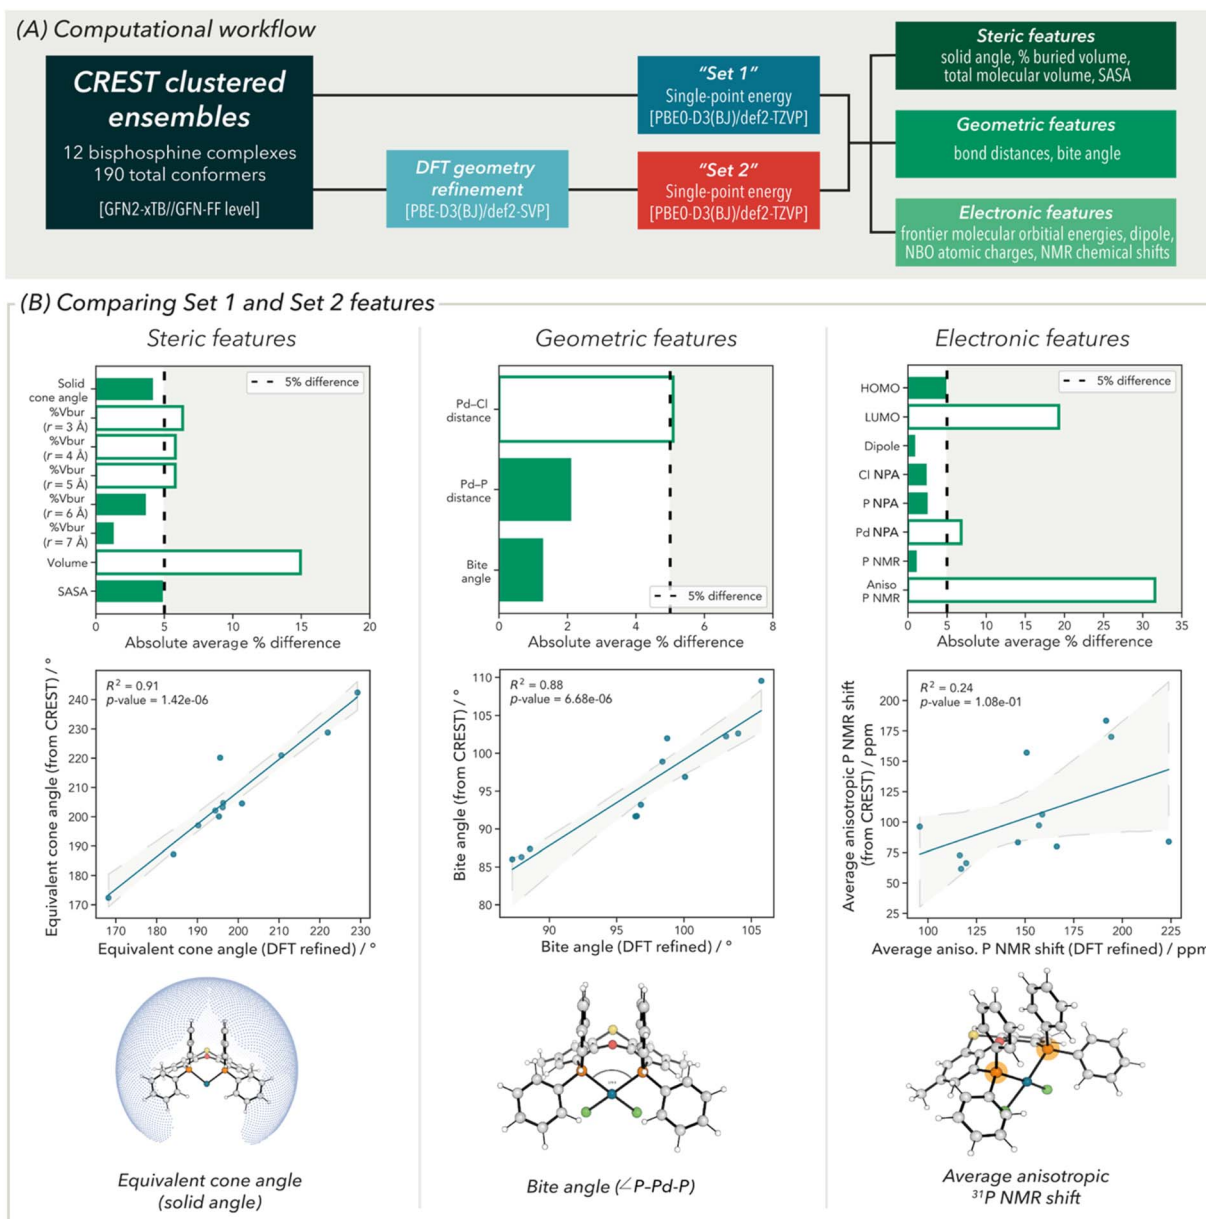 (A) Computational workflow
CREST clustered
ensembles
12 bisphosphine complexes
190 total conformers
[GFN2-xTB//GFN-FF level]
DFT geometry
refinement
[PBE-D3(BJ)/def2-SVP]
"Set 1"
Single-point energy
[PBE0-D3(BJ)/def2-TZVP]
"Set 2"
Single-point energy
[PBE0-D3(BJ)/def2-TZVP]
Steric features
solid angle, % buried volume,
total molecular volume, SASA
Geometric features
bond distances, bite angle
Electronic features
frontier molecular orbitial energies, dipole,
NBO atomic charges, NMR chemical shifts
(B) Comparing Set 1 and Set 2 features
Steric features
5% difference
Solid
cone angle
%Vbur
(r = 3 Å)
%Vbur
(r = 4 Å)
%Vbur
(r = 5 Å)
%Vbur
(r = 6 Å)
%Vbur
(r = 7 Å)
Volume
SASA
0 5 10 15 20
Absolute average % difference
Geometric features
Pd–Cl
distance
Pd–P
distance
Bite
angle
5% difference
0 2 4 6 8
Absolute average % difference
Electronic features
5% difference
HOMO
LUMO
Dipole
Cl NPA
P NPA
Pd NPA
P NMR
Aniso
P NMR
0 5 10 15 20 25 30 35
Absolute average % difference
Equivalent cone angle (from CREST) / °
R² = 0.91
p-value = 1.42e-06
240
230
220
210
200
190
180
170
170 180 190 200 210 220 230
Equivalent cone angle (DFT refined) / °
Bite angle (from CREST) / °
R² = 0.88
p-value = 6.68e-06
110
105
100
95
90
85
80
90 95 100 105
Bite angle (DFT refined) / °
Average anisotropic P NMR shift
(from CREST) / ppm
R² = 0.24
p-value = 1.08e-01
200
175
150
125
100
75
50
25
100 125 150 175 200 225
Average aniso. P NMR shift (DFT refined) / ppm
Equivalent cone angle
(solid angle)
Bite angle (∠P–Pd-P)
Average anisotropic
³¹P NMR shift